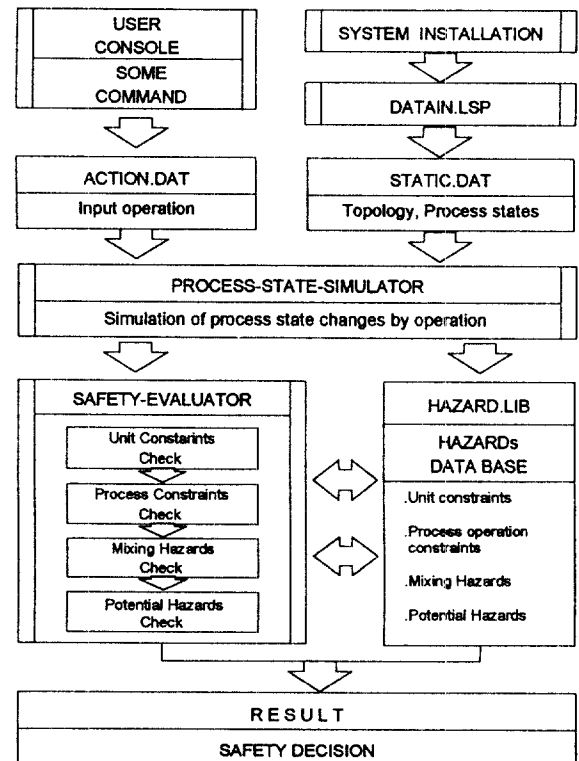 USER
CONSOLE
SOME
COMMAND
SYSTEM INSTALLATION
DATAIN.LSP
ACTION.DAT
Input operation
STATIC.DAT
Topology, Process states
PROCESS-STATE-SIMULATOR
Simulation of process state changes by operation
SAFETY-EVALUATOR
Unit Constarints
Check
Process Constraints
Check
Mixing Hazards
Check
Potential Hazards
Check
HAZARD.LIB
HAZARDs
DATA BASE
.Unit constraints
.Process operation
constraints
.Mixing Hazards
.Potential Hazards
RESULT
SAFETY DECISION